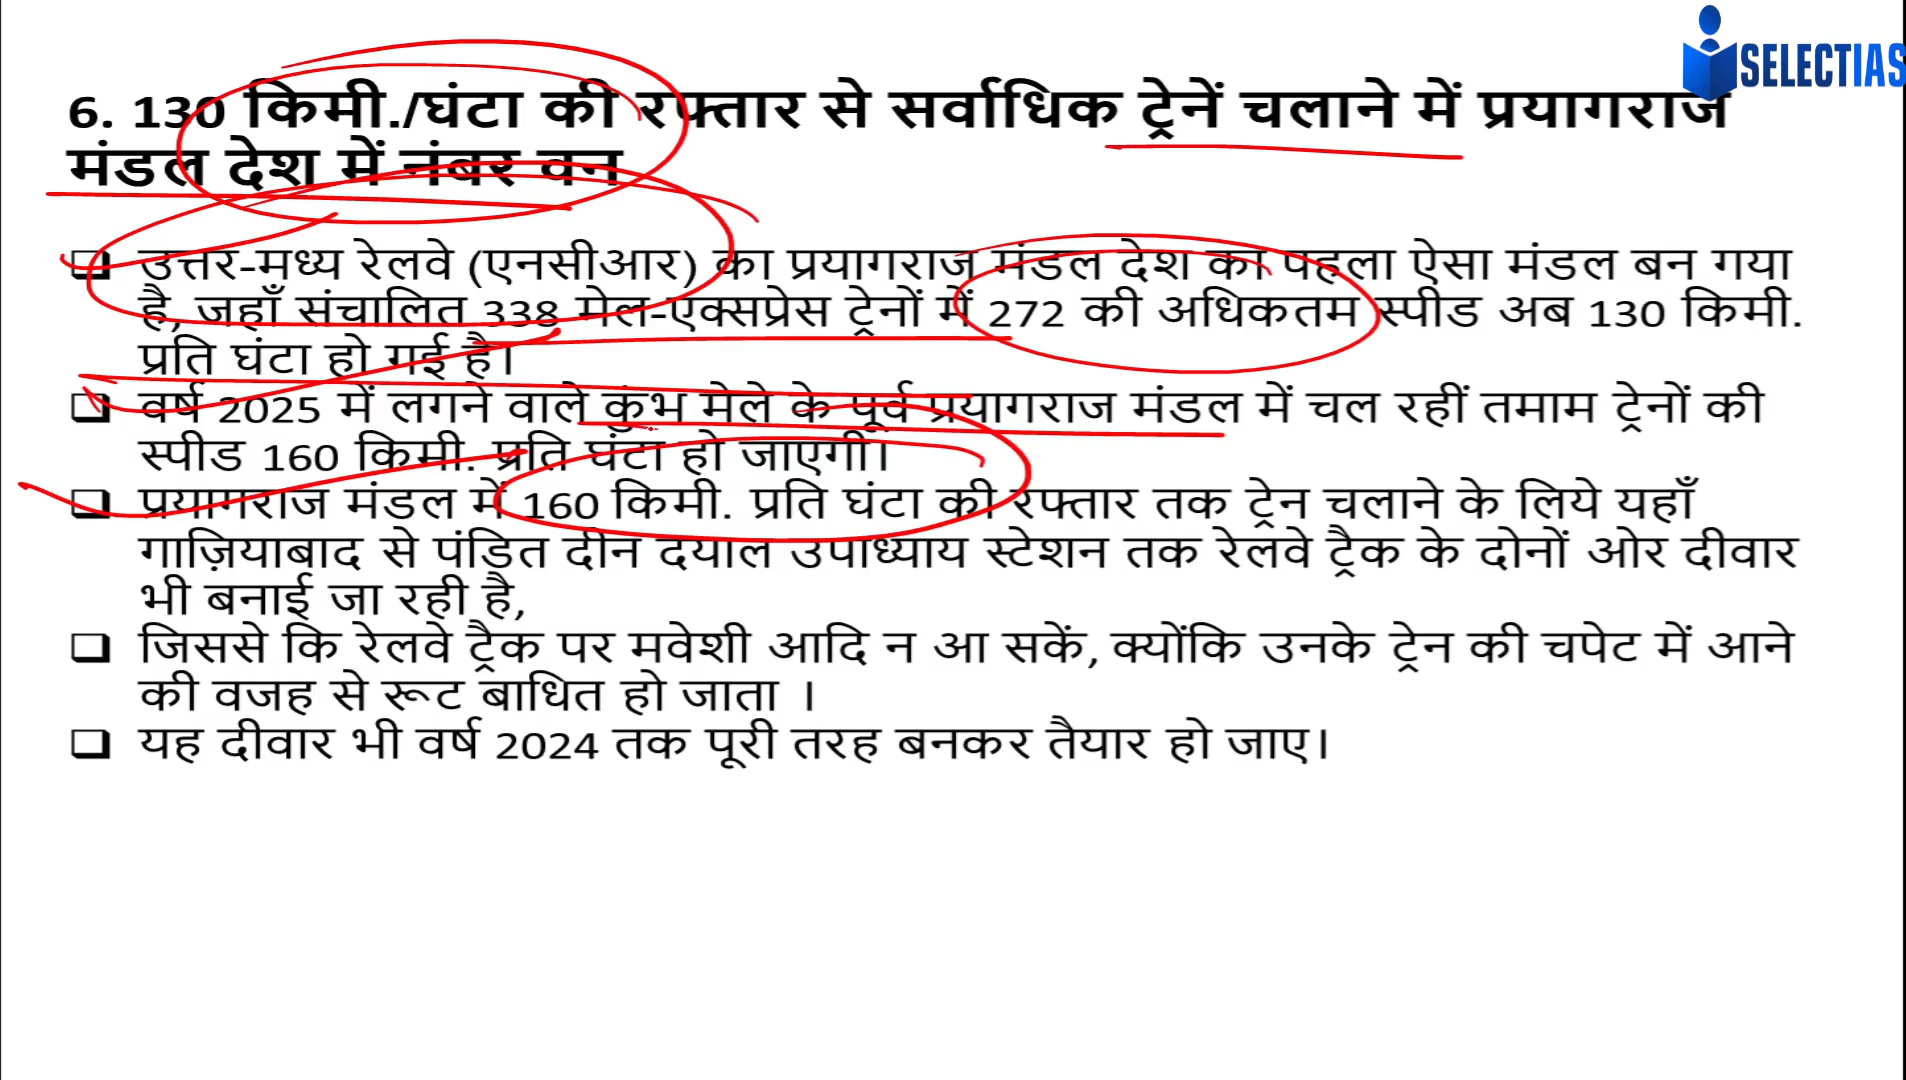 SELECTIAS
6. 130 किमी./घंटा की रफ्तार से सर्वाधिक ट्रेनें चलाने में प्रयागराज
मंडल देश में नंबर वन
❑ उत्तर-मध्य रेलवे (एनसीआर) का प्रयागराज मंडल देश का पहला ऐसा मंडल बन गया
है, जहाँ संचालित 338 मेल-एक्सप्रेस ट्रेनों में 272 की अधिकतम स्पीड अब 130 किमी.
प्रति घंटा हो गई है।
❑ वर्ष 2025 में लगने वाले कुंभ मेले के पूर्व प्रयागराज मंडल में चल रहीं तमाम ट्रेनों की
स्पीड 160 किमी. प्रति घंटा हो जाएगी।
❑ प्रयागराज मंडल में 160 किमी. प्रति घंटा की रफ्तार तक ट्रेन चलाने के लिये यहाँ
गाज़ियाबाद से पंडित दीन दयाल उपाध्याय स्टेशन तक रेलवे ट्रैक के दोनों ओर दीवार
भी बनाई जा रही है,
❑ जिससे कि रेलवे ट्रैक पर मवेशी आदि न आ सकें, क्योंकि उनके ट्रेन की चपेट में आने
की वजह से रूट बाधित हो जाता ।
❑ यह दीवार भी वर्ष 2024 तक पूरी तरह बनकर तैयार हो जाए।